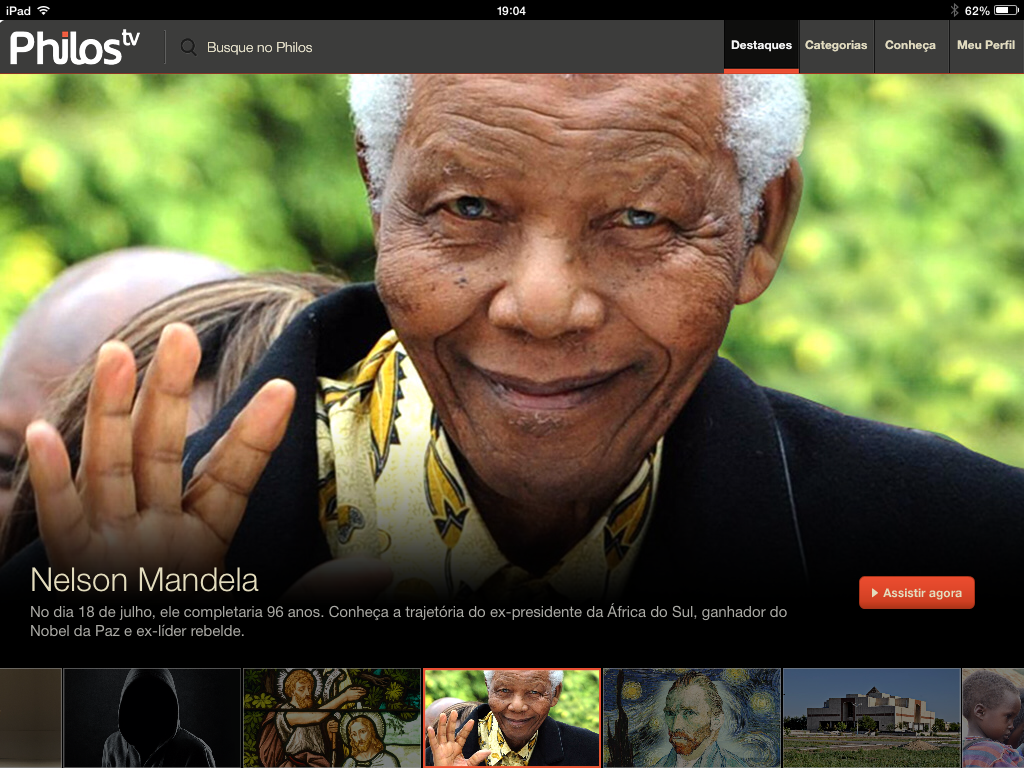 iPad 19:04 62%
Philos tv Busque no Philos Destaques Categorias Conheça Meu Perfil
Nelson Mandela
No dia 18 de julho, ele completaria 96 anos. Conheça a trajetória do ex-presidente da África do Sul, ganhador do
Nobel da Paz e ex-líder rebelde.
Assistir agora